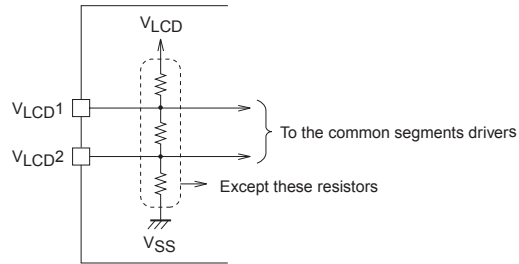 VLCD
VLCD1
To the common segments drivers
VLCD2
Except these resistors
VSS